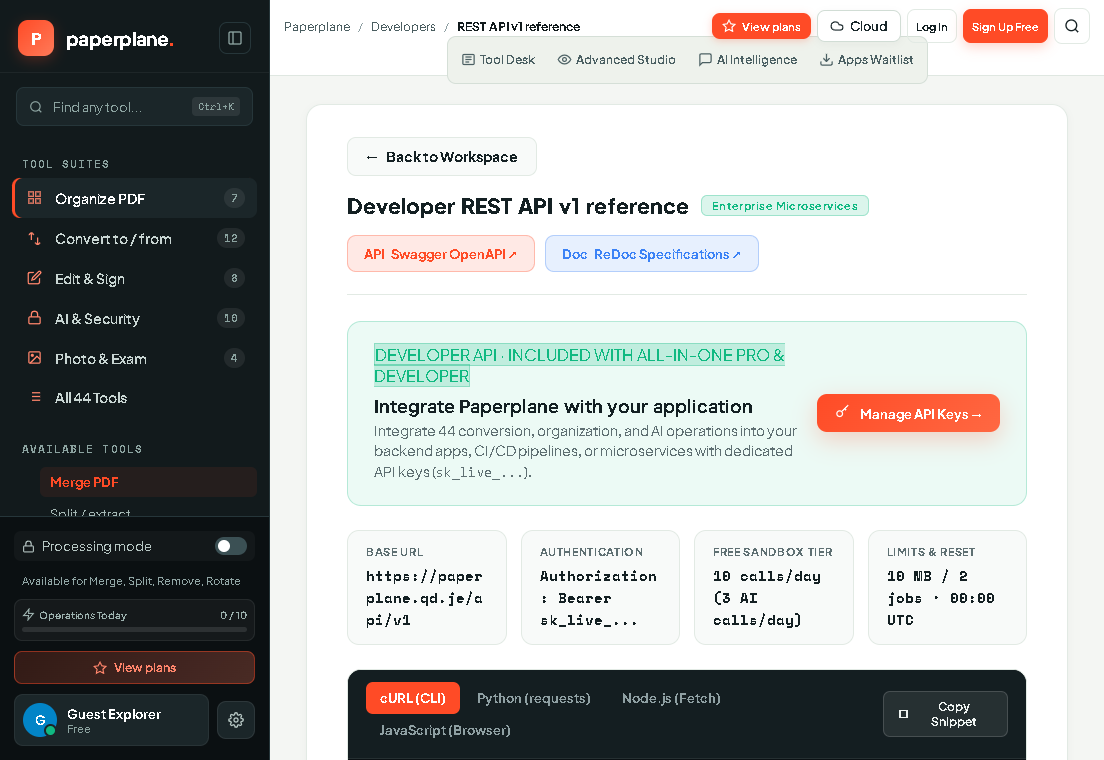 P paperplane.
Find any tool... Ctrl+K
TOOL SUITES
Organize PDF 7
Convert to / from 12
Edit & Sign 8
AI & Security 10
Photo & Exam 4
All 44 Tools
AVAILABLE TOOLS
Merge PDF
Split / extract
Processing mode
Available for Merge, Split, Remove, Rotate
Operations Today 0 / 10
View plans
G Guest Explorer
Free
Paperplane / Developers / REST API v1 reference
View plans
Cloud
Log In
Sign Up Free
Tool Desk
Advanced Studio
AI Intelligence
Apps Waitlist
← Back to Workspace
Developer REST API v1 reference
Enterprise Microservices
API Swagger OpenAPI ↗
Doc ReDoc Specifications ↗
DEVELOPER API · INCLUDED WITH ALL-IN-ONE PRO &
DEVELOPER
Integrate Paperplane with your application
Integrate 44 conversion, organization, and AI operations into your
backend apps, CI/CD pipelines, or microservices with dedicated
API keys (sk_live_...).
Manage API Keys →
BASE URL
https://paper
plane.qd.je/a
pi/v1
AUTHENTICATION
Authorization
: Bearer
sk_live_...
FREE SANDBOX TIER
10 calls/day
(3 AI
calls/day)
LIMITS & RESET
10 MB / 2
jobs · 00:00
UTC
cURL (CLI)
Python (requests)
Node.js (Fetch)
JavaScript (Browser)
Copy
Snippet